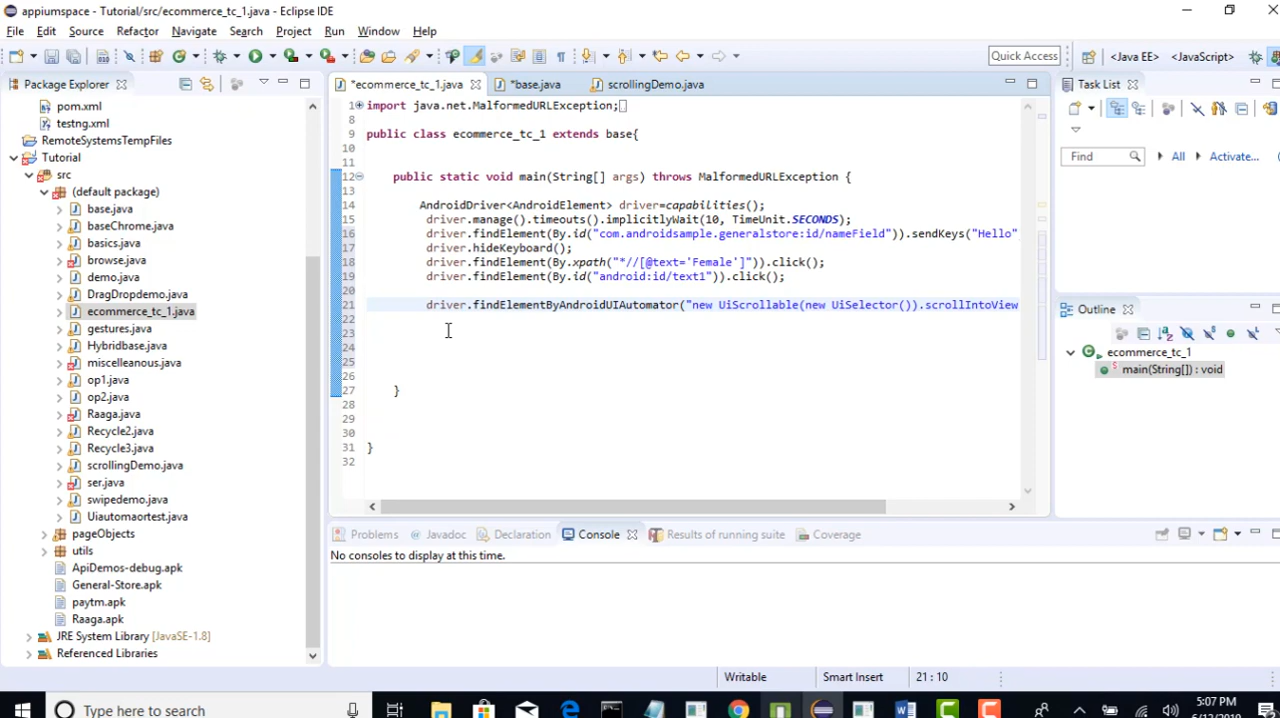 appiumspace - Tutorial/src/ecommerce_tc_1.java - Eclipse IDE
File Edit Source Refactor Navigate Search Project Run Window Help
Quick Access <Java EE> <JavaScript>
Package Explorer
*ecommerce_tc_1.java *base.java scrollingDemo.java
Task List
pom.xml
testng.xml
RemoteSystemsTempFiles
Tutorial
src
(default package)
base.java
baseChrome.java
basics.java
browse.java
demo.java
DragDropdemo.java
ecommerce_tc_1.java
gestures.java
Hybridbase.java
miscelleanous.java
op1.java
op2.java
Raaga.java
Recycle2.java
Recycle3.java
scrollingDemo.java
ser.java
swipedemo.java
Uiautomaortest.java
pageObjects
utils
ApiDemos-debug.apk
General-Store.apk
paytm.apk
Raaga.apk
JRE System Library [JavaSE-1.8]
Referenced Libraries
1 import java.net.MalformedURLException;
8
9 public class ecommerce_tc_1 extends base{
10
11
12 public static void main(String[] args) throws MalformedURLException {
13
14 AndroidDriver<AndroidElement> driver=capabilities();
15 driver.manage().timeouts().implicitlyWait(10, TimeUnit.SECONDS);
16 driver.findElement(By.id("com.androidsample.generalstore:id/nameField")).sendKeys("Hello"
17 driver.hideKeyboard();
18 driver.findElement(By.xpath("*//[@text='Female']")).click();
19 driver.findElement(By.id("android:id/text1")).click();
20
21 driver.findElementByAndroidUIAutomator("new UiScrollable(new UiSelector()).scrollIntoView
22
23
24
25
26
27 }
28
29
30
31 }
32
Find All Activate...
Outline
ecommerce_tc_1
main(String[]) : void
Problems Javadoc Declaration Console Results of running suite Coverage
No consoles to display at this time.
Writable Smart Insert 21 : 10
Type here to search
5:07 PM